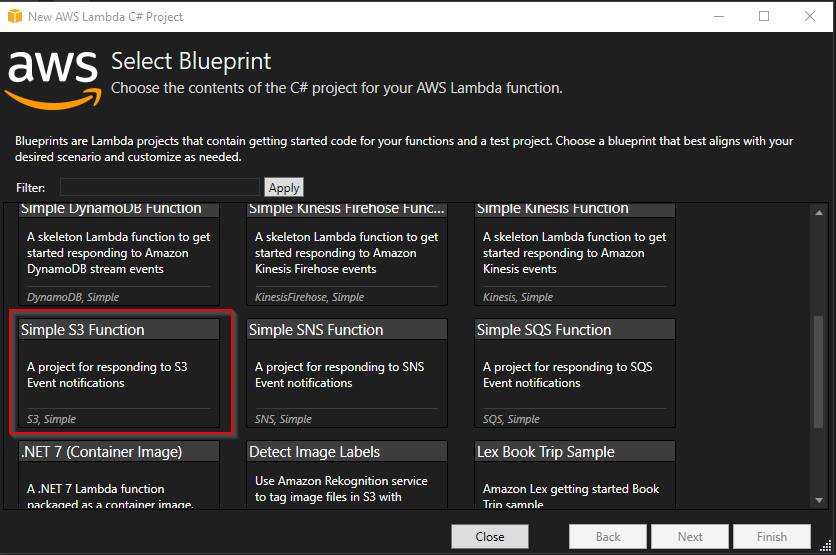 New AWS Lambda C# Project
aws
Select Blueprint
Choose the contents of the C# project for your AWS Lambda function.
Blueprints are Lambda projects that contain getting started code for your functions and a test project. Choose a blueprint that best aligns with your
desired scenario and customize as needed.
Filter:
Apply
Simple DynamoDB Function
A skeleton Lambda function to get
started responding to Amazon
DynamoDB stream events
DynamoDB, Simple
Simple Kinesis Firehose Func...
A skeleton Lambda function to get
started responding to Amazon
Kinesis Firehose events
KinesisFirehose, Simple
Simple Kinesis Function
A skeleton Lambda function to get
started responding to Amazon
Kinesis events
Kinesis, Simple
Simple S3 Function
A project for responding to S3
Event notifications
S3, Simple
Simple SNS Function
A project for responding to SNS
Event notifications
SNS, Simple
Simple SQS Function
A project for responding to SQS
Event notifications
SQS, Simple
.NET 7 (Container Image)
A .NET 7 Lambda function
packaged as a container image.
Detect Image Labels
Use Amazon Rekognition service
to tag image files in S3 with
Lex Book Trip Sample
Amazon Lex getting started Book
Trip sample
Close
Back
Next
Finish